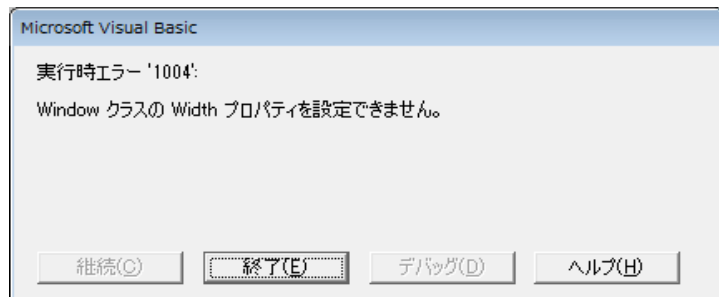 Microsoft Visual Basic
実行時エラー '1004':
Window クラスの Width プロパティを設定できません。
継続(C) 終了(E) デバッグ(D) ヘルプ(H)